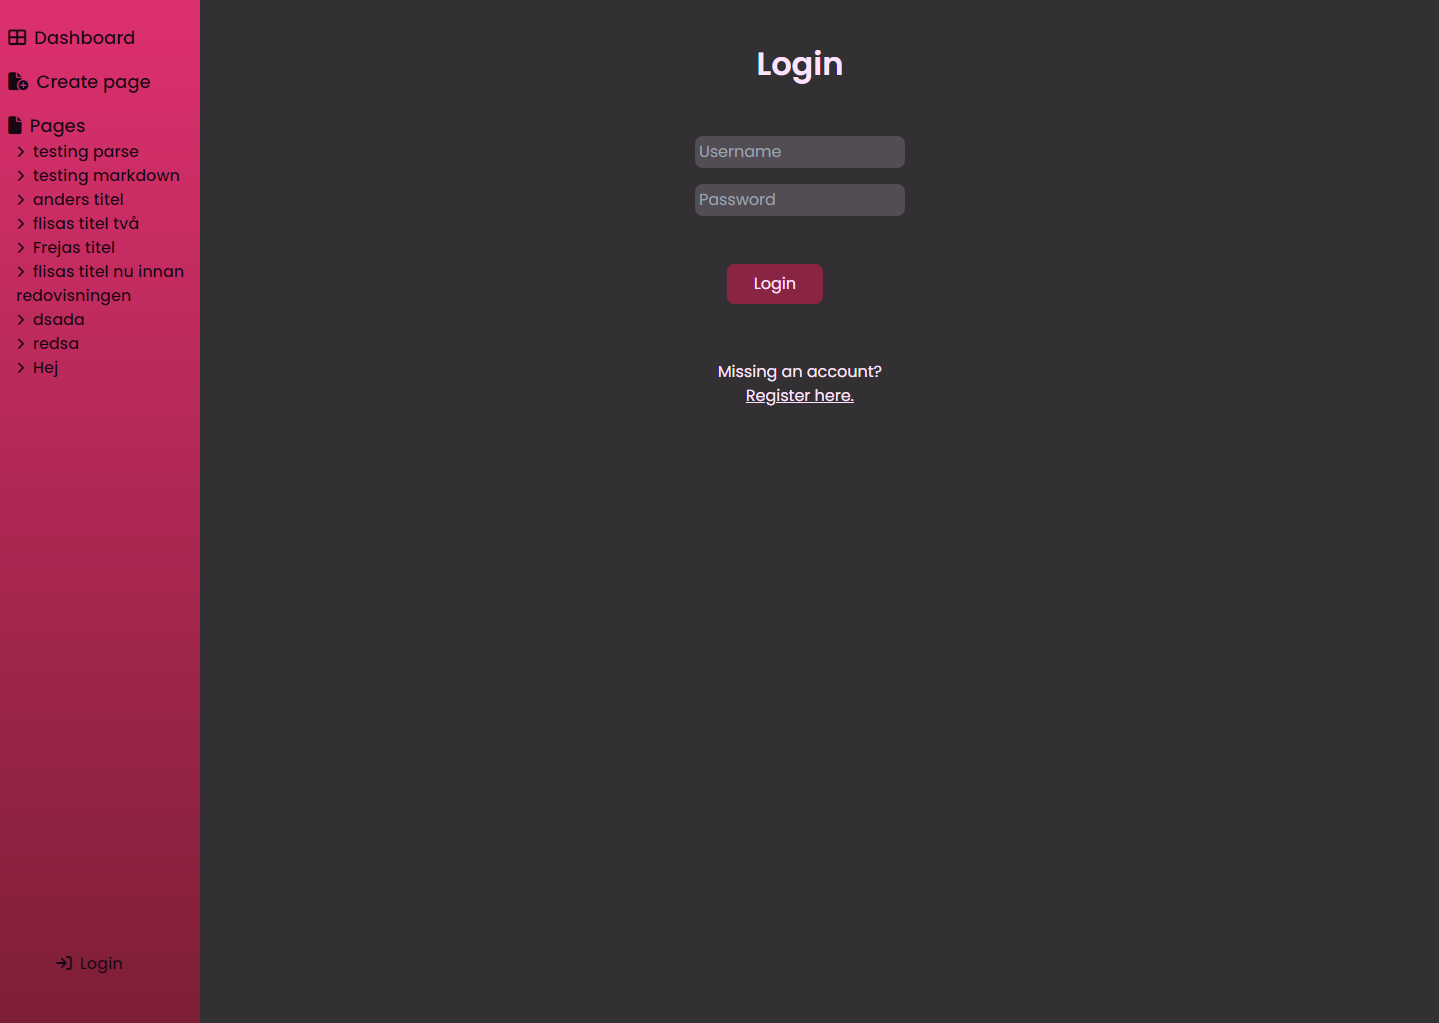 Dashboard
Create page
Pages
testing parse
testing markdown
anders titel
flisas titel två
Frejas titel
flisas titel nu innan
redovisningen
dsada
redsa
Hej
Login
Login
Username
Password
Login
Missing an account?
Register here.